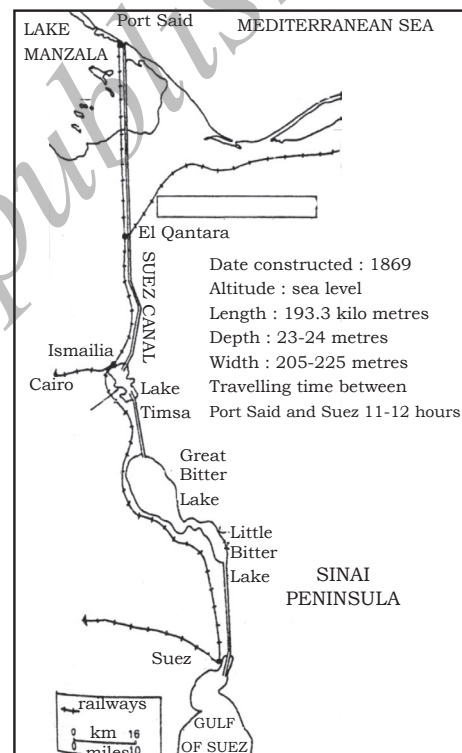 Port Said
MEDITERRANEAN SEA
LAKE
MANZALA
El Qantara
SUEZ CANAL
Date constructed : 1869
Altitude : sea level
Length : 193.3 kilo metres
Depth : 23-24 metres
Width : 205-225 metres
Travelling time between
Port Said and Suez 11-12 hours
Ismailia
Cairo
Lake
Timsa
Great
Bitter
Lake
Little
Bitter
Lake
SINAI
PENINSULA
Suez
railways
0 km 16
0 miles 10
GULF
OF SUEZ